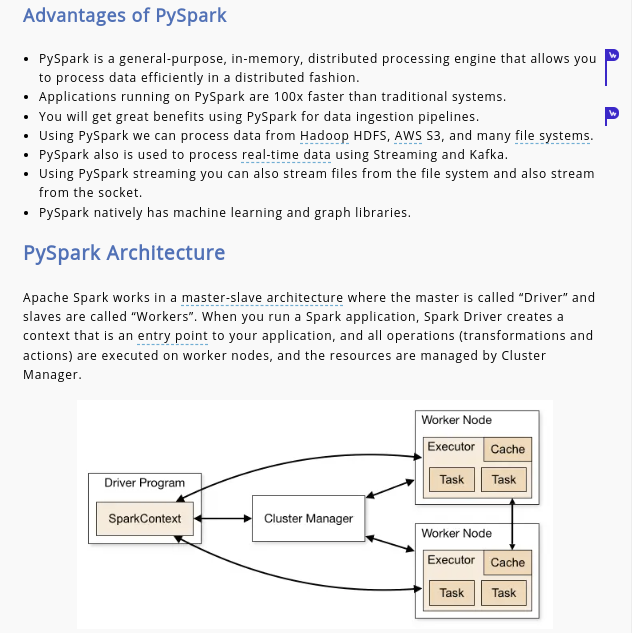 Advantages of PySpark
• PySpark is a general-purpose, in-memory, distributed processing engine that allows you
to process data efficiently in a distributed fashion.
• Applications running on PySpark are 100x faster than traditional systems.
• You will get great benefits using PySpark for data ingestion pipelines.
• Using PySpark we can process data from Hadoop HDFS, AWS S3, and many file systems.
• PySpark also is used to process real-time data using Streaming and Kafka.
• Using PySpark streaming you can also stream files from the file system and also stream
from the socket.
• PySpark natively has machine learning and graph libraries.
PySpark Architecture
Apache Spark works in a master-slave architecture where the master is called “Driver” and
slaves are called “Workers”. When you run a Spark application, Spark Driver creates a
context that is an entry point to your application, and all operations (transformations and
actions) are executed on worker nodes, and the resources are managed by Cluster
Manager.
Driver Program
SparkContext
Cluster Manager
Worker Node
Executor
Cache
Task
Task
Worker Node
Executor
Cache
Task
Task